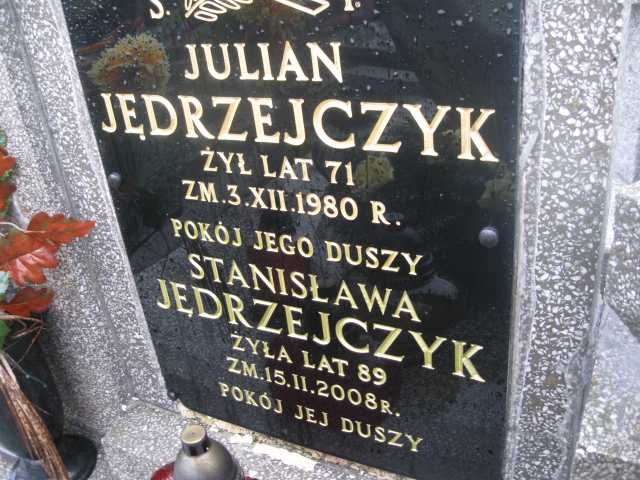 Ś. P.
JULIAN
JĘDRZEJCZYK
ŻYŁ LAT 71
ZM. 3.XII.1980 R.
POKÓJ JEGO DUSZY
STANISŁAWA
JĘDRZEJCZYK
ŻYŁA LAT 89
ZM.15.II.2008R.
POKÓJ JEJ DUSZY